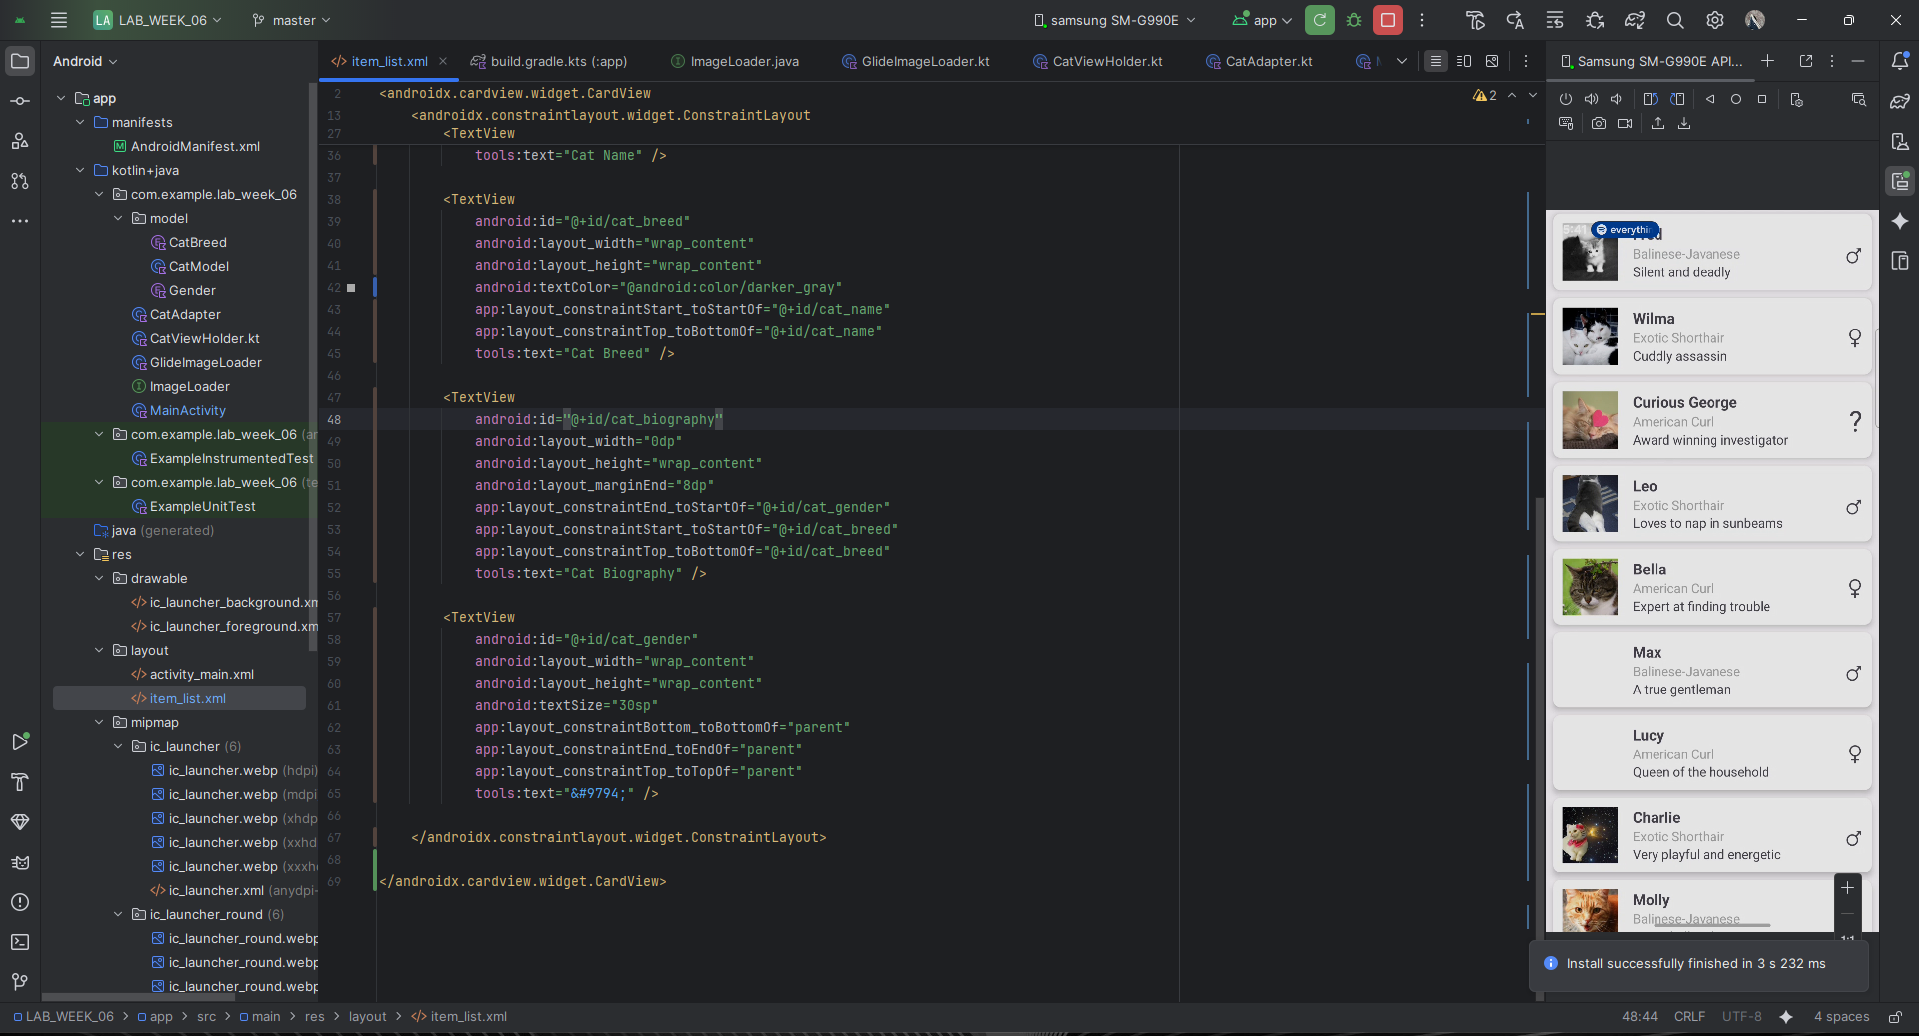 LA LAB_WEEK_06
master
samsung SM-G990E
app
Android
item_list.xml
build.gradle.kts (:app)
ImageLoader.java
GlideImageLoader.kt
CatViewHolder.kt
CatAdapter.kt
Samsung SM-G990E API...
app
manifests
AndroidManifest.xml
kotlin+java
com.example.lab_week_06
model
CatBreed
CatModel
Gender
CatAdapter
CatViewHolder.kt
GlideImageLoader
ImageLoader
MainActivity
com.example.lab_week_06 (ar
ExampleInstrumentedTest
com.example.lab_week_06 (te
ExampleUnitTest
java (generated)
res
drawable
ic_launcher_background.xm
ic_launcher_foreground.xm
layout
activity_main.xml
item_list.xml
mipmap
ic_launcher (6)
ic_launcher.webp (hdpi)
ic_launcher.webp (mdpi
ic_launcher.webp (xhdp
ic_launcher.webp (xxhd
ic_launcher.webp (xxxh
ic_launcher.xml (anydpi-
ic_launcher_round (6)
ic_launcher_round.webp
ic_launcher_round.webp
ic_launcher_round.webp
2 <androidx.cardview.widget.CardView
13 <androidx.constraintlayout.widget.ConstraintLayout
27 <TextView
36 tools:text="Cat Name" />
37
38 <TextView
39 android:id="@+id/cat_breed"
40 android:layout_width="wrap_content"
41 android:layout_height="wrap_content"
42 android:textColor="@android:color/darker_gray"
43 app:layout_constraintStart_toStartOf="@+id/cat_name"
44 app:layout_constraintTop_toBottomOf="@+id/cat_name"
45 tools:text="Cat Breed" />
46
47 <TextView
48 android:id="@+id/cat_biography"
49 android:layout_width="0dp"
50 android:layout_height="wrap_content"
51 android:layout_marginEnd="8dp"
52 app:layout_constraintEnd_toStartOf="@+id/cat_gender"
53 app:layout_constraintStart_toStartOf="@+id/cat_breed"
54 app:layout_constraintTop_toBottomOf="@+id/cat_breed"
55 tools:text="Cat Biography" />
56
57 <TextView
58 android:id="@+id/cat_gender"
59 android:layout_width="wrap_content"
60 android:layout_height="wrap_content"
61 android:textSize="30sp"
62 app:layout_constraintBottom_toBottomOf="parent"
63 app:layout_constraintEnd_toEndOf="parent"
64 app:layout_constraintTop_toTopOf="parent"
65 tools:text="&#9794;" />
66
67 </androidx.constraintlayout.widget.ConstraintLayout>
68
69 </androidx.cardview.widget.CardView>
2
5:41
everythin
Fred
Balinese-Javanese
Silent and deadly
♂
Wilma
Exotic Shorthair
Cuddly assassin
♀
Curious George
American Curl
Award winning investigator
?
Leo
Exotic Shorthair
Loves to nap in sunbeams
♂
Bella
American Curl
Expert at finding trouble
♀
Max
Balinese-Javanese
A true gentleman
♂
Lucy
American Curl
Queen of the household
♀
Charlie
Exotic Shorthair
Very playful and energetic
♂
Molly
Balinese-Javanese
1:1
Install successfully finished in 3 s 232 ms
LAB_WEEK_06 > app > src > main > res > layout > item_list.xml
48:44 CRLF UTF-8 4 spaces